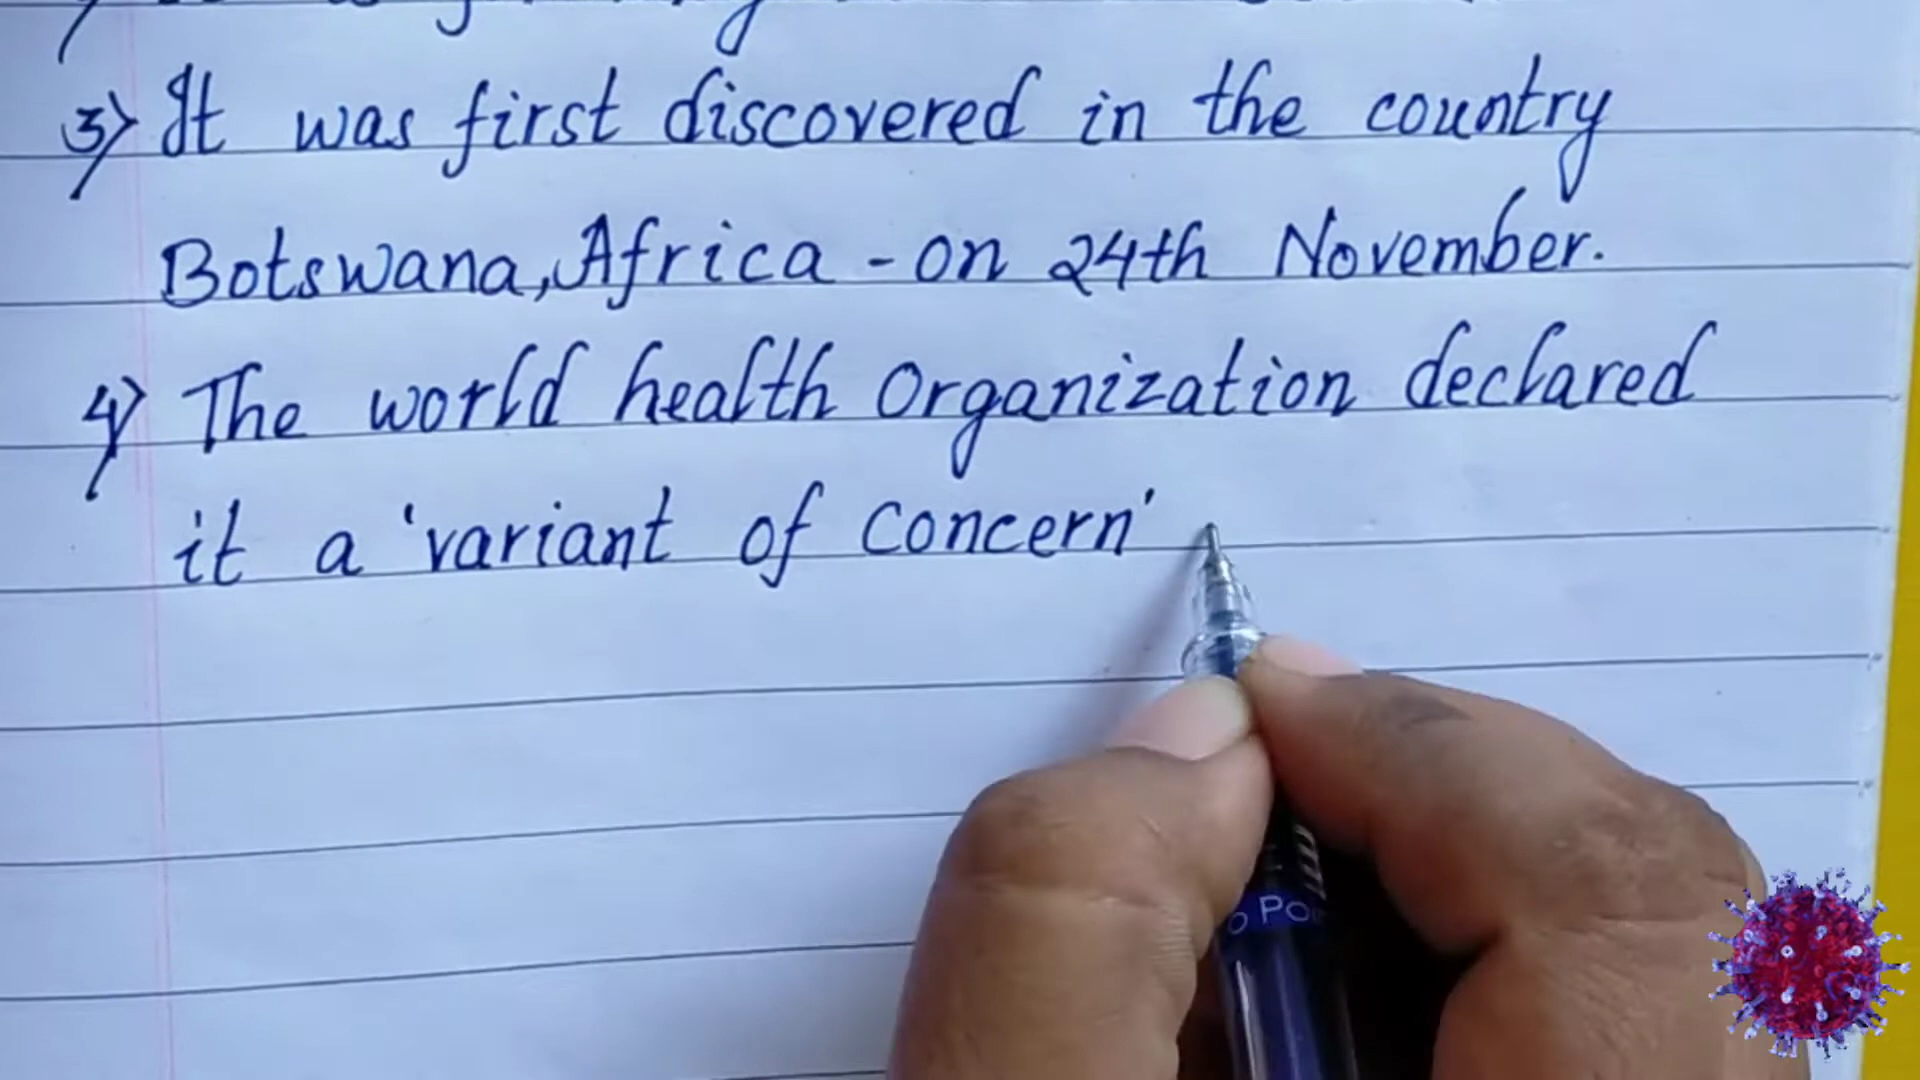 3) It was first discovered in the country
Botswana, Africa - on 24th November.
4) The world health Organization declared
it a 'variant of concern'